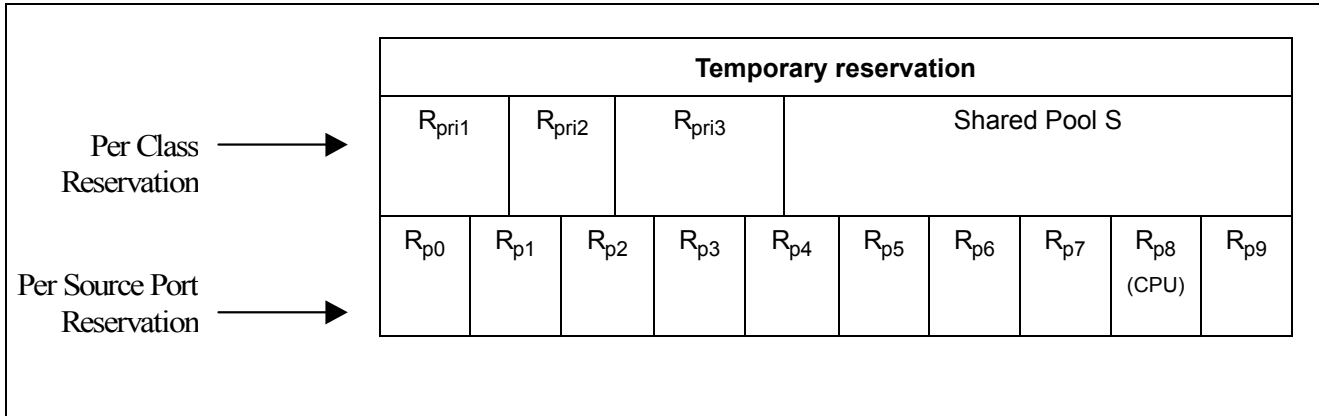 Temporary reservation
Per Class
Reservation
Rpri1 Rpri2 Rpri3 Shared Pool S
Per Source Port
Reservation
Rp0 Rp1 Rp2 Rp3 Rp4 Rp5 Rp6 Rp7 Rp8 Rp9
(CPU)